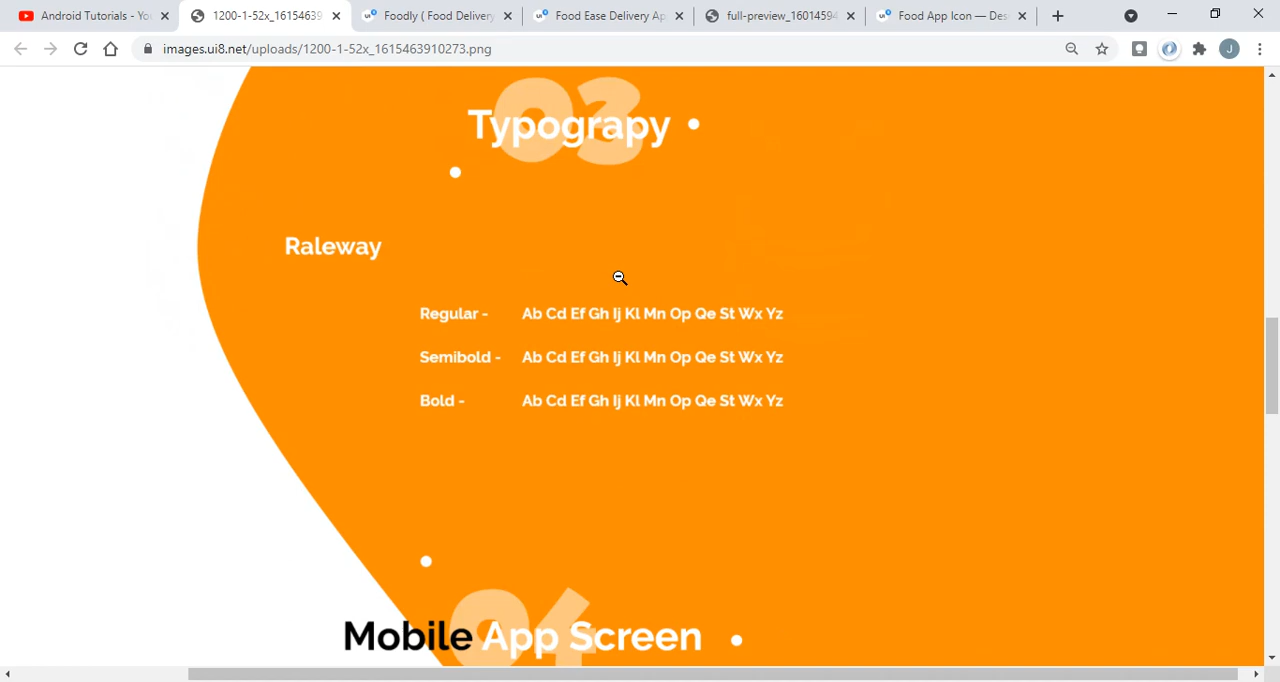 Android Tutorials - Yo
1200-1-52x_16154639
Foodly ( Food Delivery
Food Ease Delivery Ap
full-preview_16014594
Food App Icon — Des
images.ui8.net/uploads/1200-1-52x_1615463910273.png
J
03
Typograpy
Raleway
Regular - Ab Cd Ef Gh Ij Kl Mn Op Qe St Wx Yz
Semibold - Ab Cd Ef Gh Ij Kl Mn Op Qe St Wx Yz
Bold - Ab Cd Ef Gh Ij Kl Mn Op Qe St Wx Yz
04
Mobile App Screen